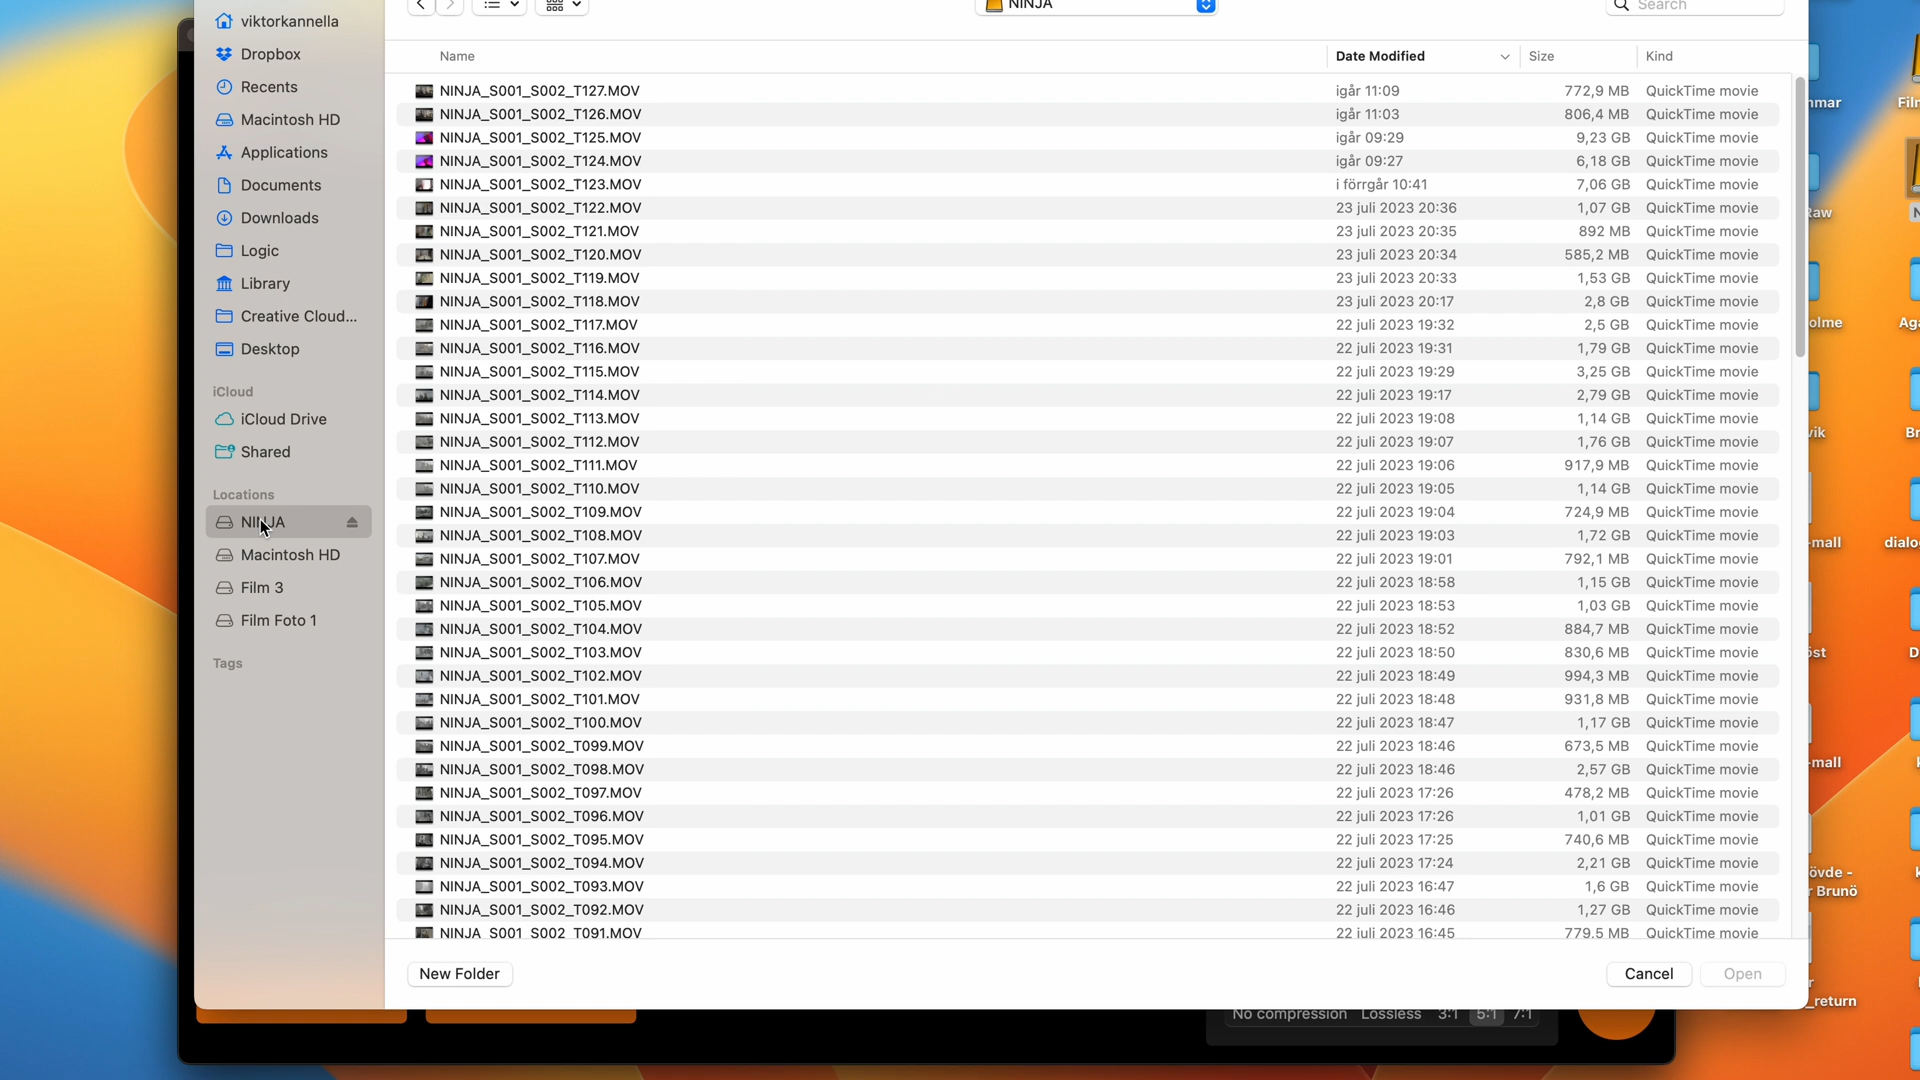 NINJA
Search
viktorkannella
Dropbox
Recents
Macintosh HD
Applications
Documents
Downloads
Logic
Library
Creative Cloud...
Desktop
iCloud
iCloud Drive
Shared
Locations
NINJA
Macintosh HD
Film 3
Film Foto 1
Tags
Name Date Modified Size Kind
NINJA_S001_S002_T127.MOV igår 11:09 772,9 MB QuickTime movie
NINJA_S001_S002_T126.MOV igår 11:03 806,4 MB QuickTime movie
NINJA_S001_S002_T125.MOV igår 09:29 9,23 GB QuickTime movie
NINJA_S001_S002_T124.MOV igår 09:27 6,18 GB QuickTime movie
NINJA_S001_S002_T123.MOV i förrgår 10:41 7,06 GB QuickTime movie
NINJA_S001_S002_T122.MOV 23 juli 2023 20:36 1,07 GB QuickTime movie
NINJA_S001_S002_T121.MOV 23 juli 2023 20:35 892 MB QuickTime movie
NINJA_S001_S002_T120.MOV 23 juli 2023 20:34 585,2 MB QuickTime movie
NINJA_S001_S002_T119.MOV 23 juli 2023 20:33 1,53 GB QuickTime movie
NINJA_S001_S002_T118.MOV 23 juli 2023 20:17 2,8 GB QuickTime movie
NINJA_S001_S002_T117.MOV 22 juli 2023 19:32 2,5 GB QuickTime movie
NINJA_S001_S002_T116.MOV 22 juli 2023 19:31 1,79 GB QuickTime movie
NINJA_S001_S002_T115.MOV 22 juli 2023 19:29 3,25 GB QuickTime movie
NINJA_S001_S002_T114.MOV 22 juli 2023 19:17 2,79 GB QuickTime movie
NINJA_S001_S002_T113.MOV 22 juli 2023 19:08 1,14 GB QuickTime movie
NINJA_S001_S002_T112.MOV 22 juli 2023 19:07 1,76 GB QuickTime movie
NINJA_S001_S002_T111.MOV 22 juli 2023 19:06 917,9 MB QuickTime movie
NINJA_S001_S002_T110.MOV 22 juli 2023 19:05 1,14 GB QuickTime movie
NINJA_S001_S002_T109.MOV 22 juli 2023 19:04 724,9 MB QuickTime movie
NINJA_S001_S002_T108.MOV 22 juli 2023 19:03 1,72 GB QuickTime movie
NINJA_S001_S002_T107.MOV 22 juli 2023 19:01 792,1 MB QuickTime movie
NINJA_S001_S002_T106.MOV 22 juli 2023 18:58 1,15 GB QuickTime movie
NINJA_S001_S002_T105.MOV 22 juli 2023 18:53 1,03 GB QuickTime movie
NINJA_S001_S002_T104.MOV 22 juli 2023 18:52 884,7 MB QuickTime movie
NINJA_S001_S002_T103.MOV 22 juli 2023 18:50 830,6 MB QuickTime movie
NINJA_S001_S002_T102.MOV 22 juli 2023 18:49 994,3 MB QuickTime movie
NINJA_S001_S002_T101.MOV 22 juli 2023 18:48 931,8 MB QuickTime movie
NINJA_S001_S002_T100.MOV 22 juli 2023 18:47 1,17 GB QuickTime movie
NINJA_S001_S002_T099.MOV 22 juli 2023 18:46 673,5 MB QuickTime movie
NINJA_S001_S002_T098.MOV 22 juli 2023 18:46 2,57 GB QuickTime movie
NINJA_S001_S002_T097.MOV 22 juli 2023 17:26 478,2 MB QuickTime movie
NINJA_S001_S002_T096.MOV 22 juli 2023 17:26 1,01 GB QuickTime movie
NINJA_S001_S002_T095.MOV 22 juli 2023 17:25 740,6 MB QuickTime movie
NINJA_S001_S002_T094.MOV 22 juli 2023 17:24 2,21 GB QuickTime movie
NINJA_S001_S002_T093.MOV 22 juli 2023 16:47 1,6 GB QuickTime movie
NINJA_S001_S002_T092.MOV 22 juli 2023 16:46 1,27 GB QuickTime movie
NINJA_S001_S002_T091.MOV 22 juli 2023 16:45 779,5 MB QuickTime movie
New Folder Cancel Open
No compression Lossless 3:1 5:1 7:1